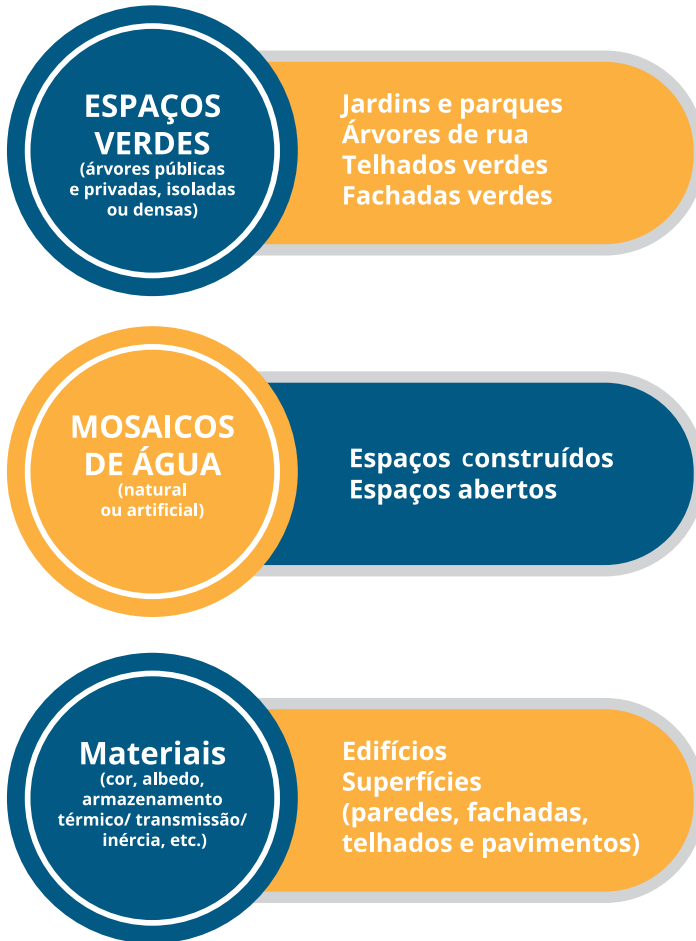 ESPAÇOS
VERDES
(árvores públicas
e privadas, isoladas
ou densas)
Jardins e parques
Árvores de rua
Telhados verdes
Fachadas verdes
MOSAICOS
DE ÁGUA
(natural
ou artificial)
Espaços construídos
Espaços abertos
Materiais
(cor, albedo,
armazenamento
térmico/ transmissão/
inércia, etc.)
Edifícios
Superfícies
(paredes, fachadas,
telhados e pavimentos)